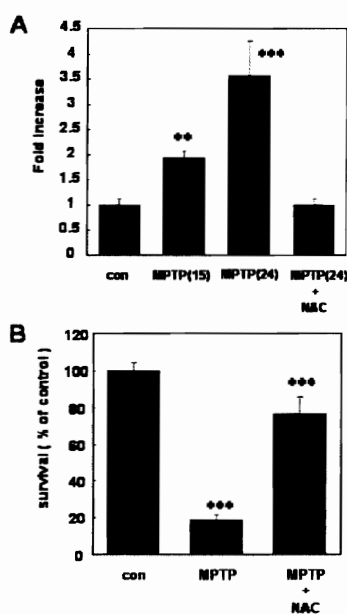 A
Fold increase
4.5
4
3.5
3
2.5
2
1.5
1
0.5
0
***
**
con MPTP(15) MPTP(24) MPTP(24)
+
NAC
B
survival ( % of control)
120
100
80
60
40
20
0
***
***
con MPTP MPTP
+
NAC